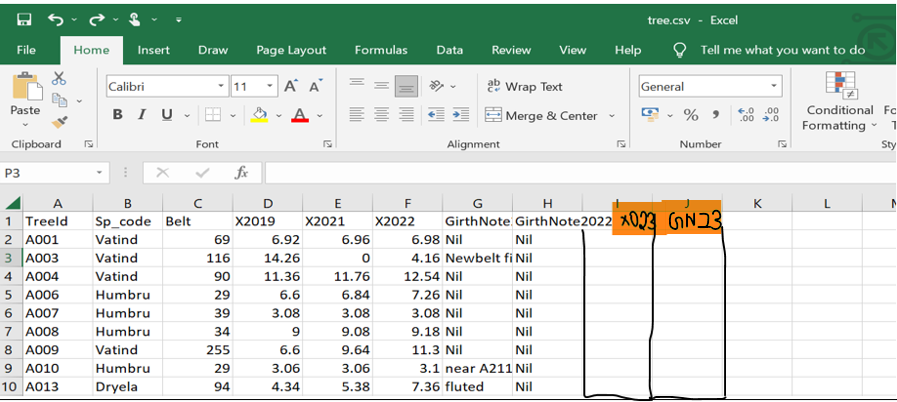 tree.csv - Excel
File Home Insert Draw Page Layout Formulas Data Review View Help Tell me what you want to do
Calibri 11 A A ab Wrap Text General
Paste B I U A Merge & Center % Conditional
Formatting
Clipboard Font Alignment Number Sty
P3 fx
A B C D E F G H I J K L
1 TreeId Sp_code Belt X2019 X2021 X2022 GirthNote GirthNote2022 X023 GN23
2 A001 Vatind 69 6.92 6.96 6.98 Nil Nil
3 A003 Vatind 116 14.26 0 4.16 Newbelt fi Nil
4 A004 Vatind 90 11.36 11.76 12.54 Nil Nil
5 A006 Humbru 29 6.6 6.84 7.26 Nil Nil
6 A007 Humbru 39 3.08 3.08 3.08 Nil Nil
7 A008 Humbru 34 9 9.08 9.18 Nil Nil
8 A009 Vatind 255 6.6 9.64 11.3 Nil Nil
9 A010 Humbru 29 3.06 3.06 3.1 near A211 Nil
10 A013 Dryela 94 4.34 5.38 7.36 fluted Nil